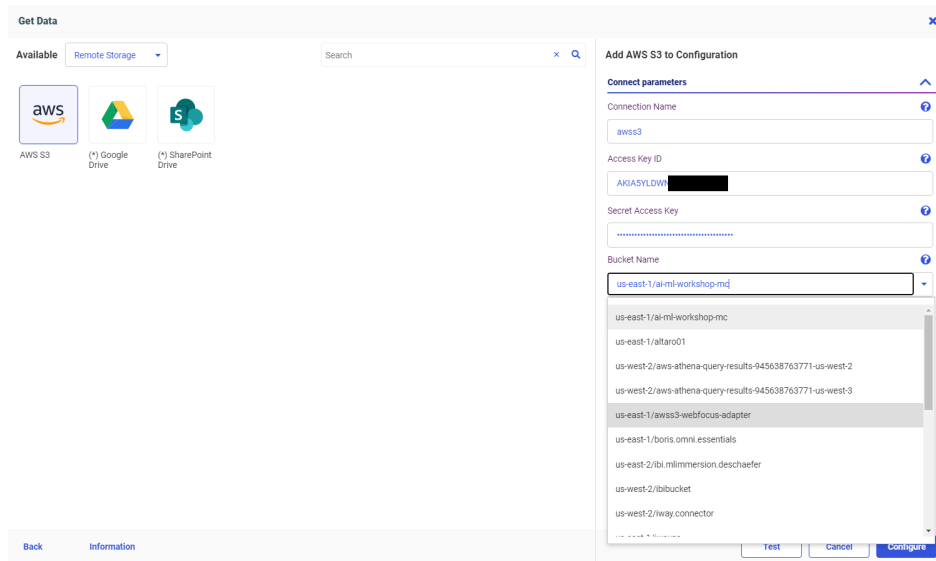 Get Data
Available
Remote Storage
Search
aws
AWS S3
(*) Google
Drive
S
(*) SharePoint
Drive
Add AWS S3 to Configuration
Connect parameters
Connection Name
awss3
Access Key ID
AKIA5YLDWN
Secret Access Key
Bucket Name
us-east-1/ai-ml-workshop-mc
us-east-1/ai-ml-workshop-mc
us-east-1/altaro01
us-west-2/aws-athena-query-results-945638763771-us-west-2
us-west-2/aws-athena-query-results-945638763771-us-west-3
us-east-1/awss3-webfocus-adapter
us-east-1/boris.omni.essentials
us-east-2/ibi.mlimmersion.deschaefer
us-west-2/ibibucket
us-west-2/iway.connector
Back
Information
Test
Cancel
Configure